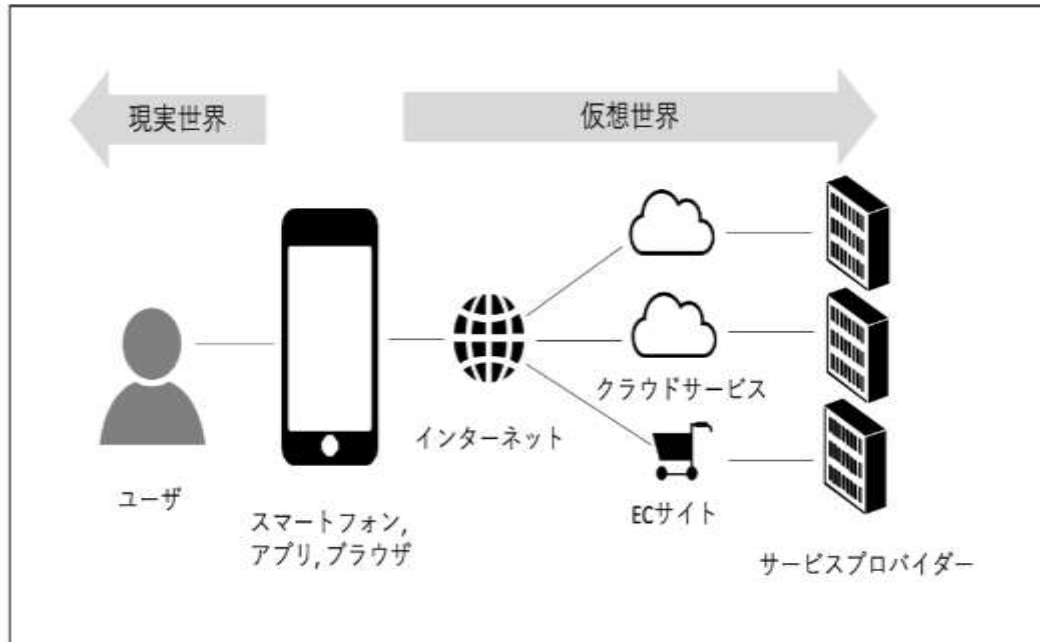 現実世界
仮想世界
クラウドサービス
インターネット
ユーザ
ECサイト
スマートフォン,
アプリ, ブラウザ
サービスプロバイダー